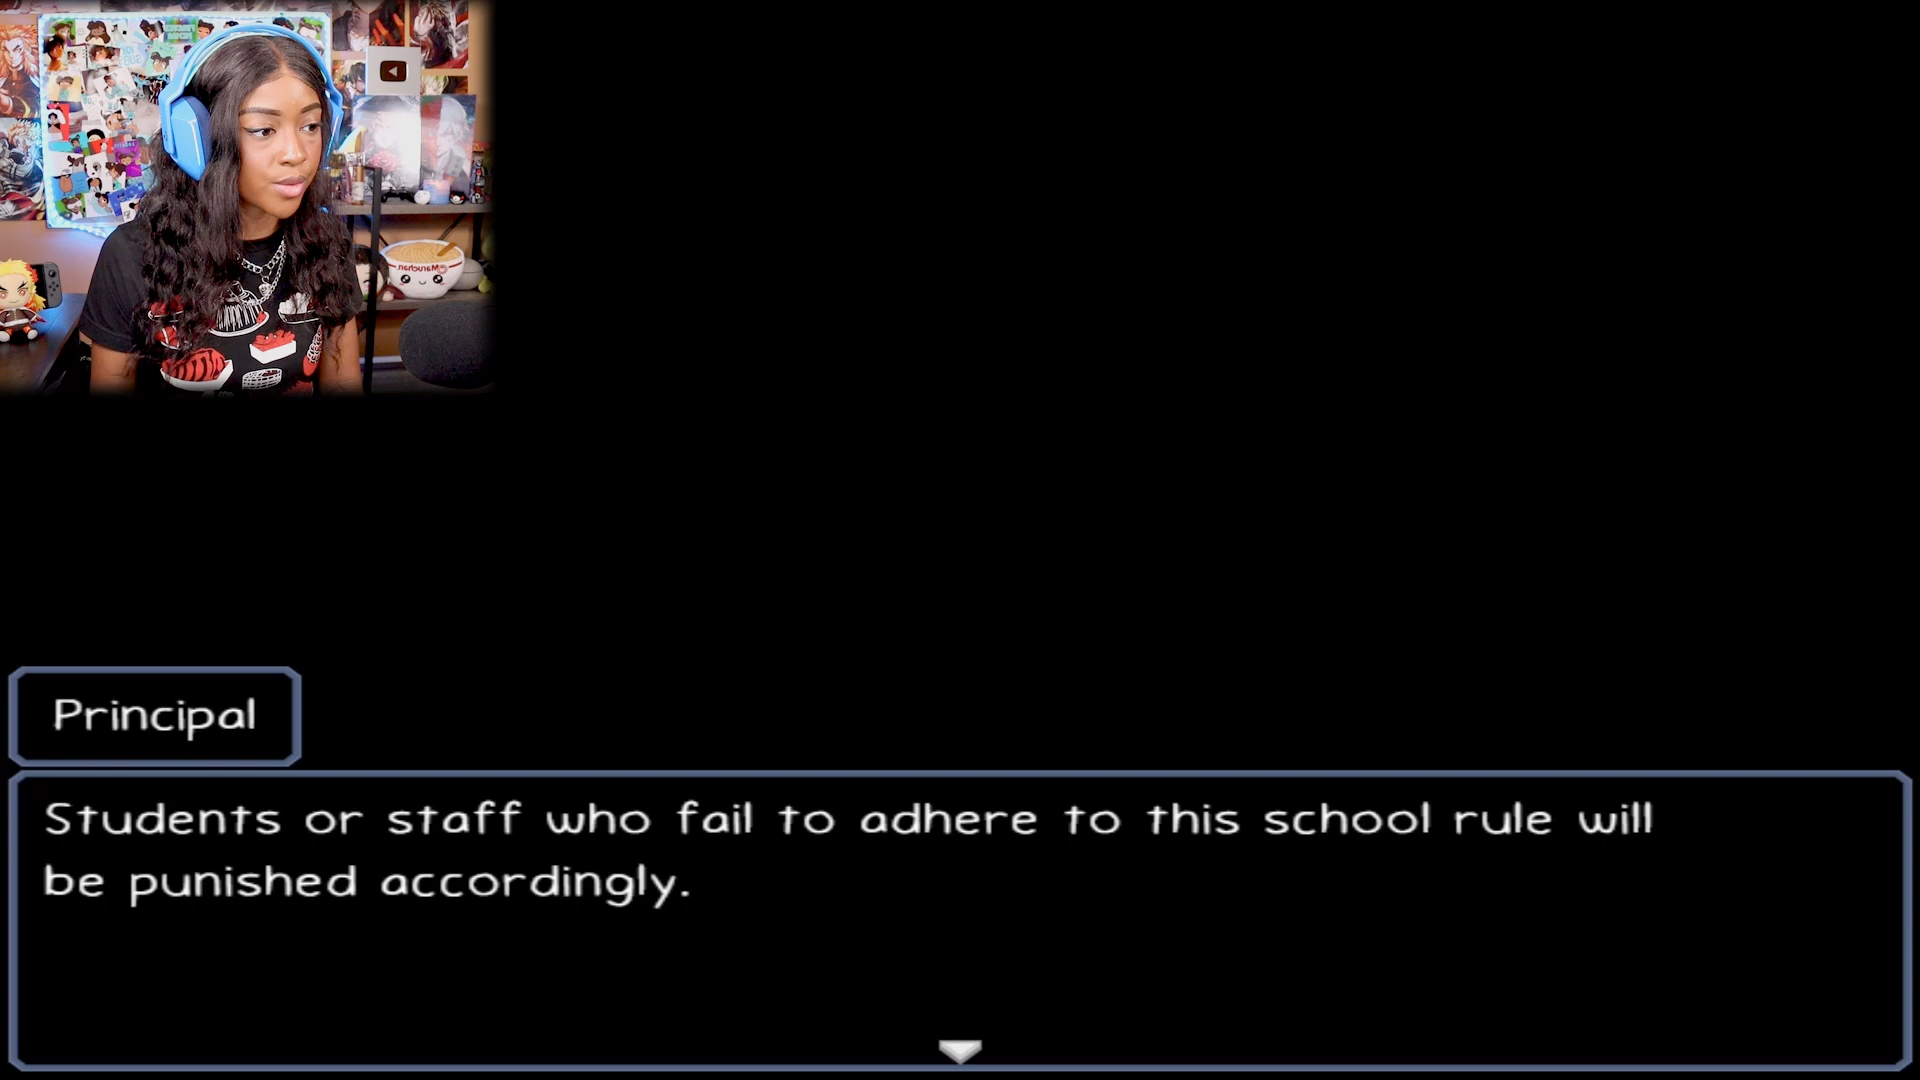 Principal
Students or staff who fail to adhere to this school rule will
be punished accordingly.